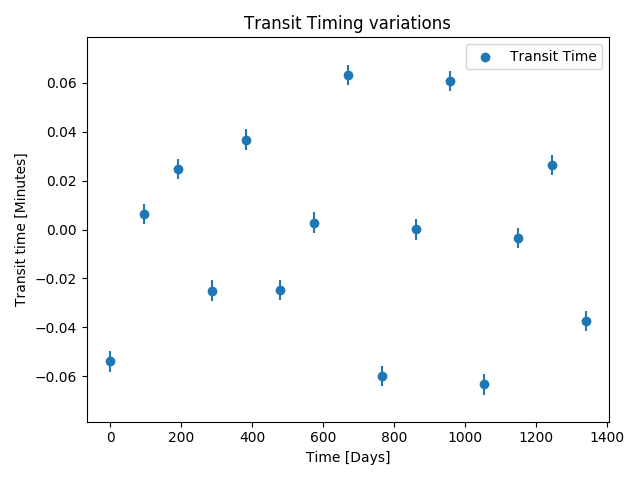 Transit Timing variations
Transit Time
0.06
0.04
0.02
0.00
−0.02
−0.04
−0.06
Transit time [Minutes]
0 200 400 600 800 1000 1200 1400
Time [Days]